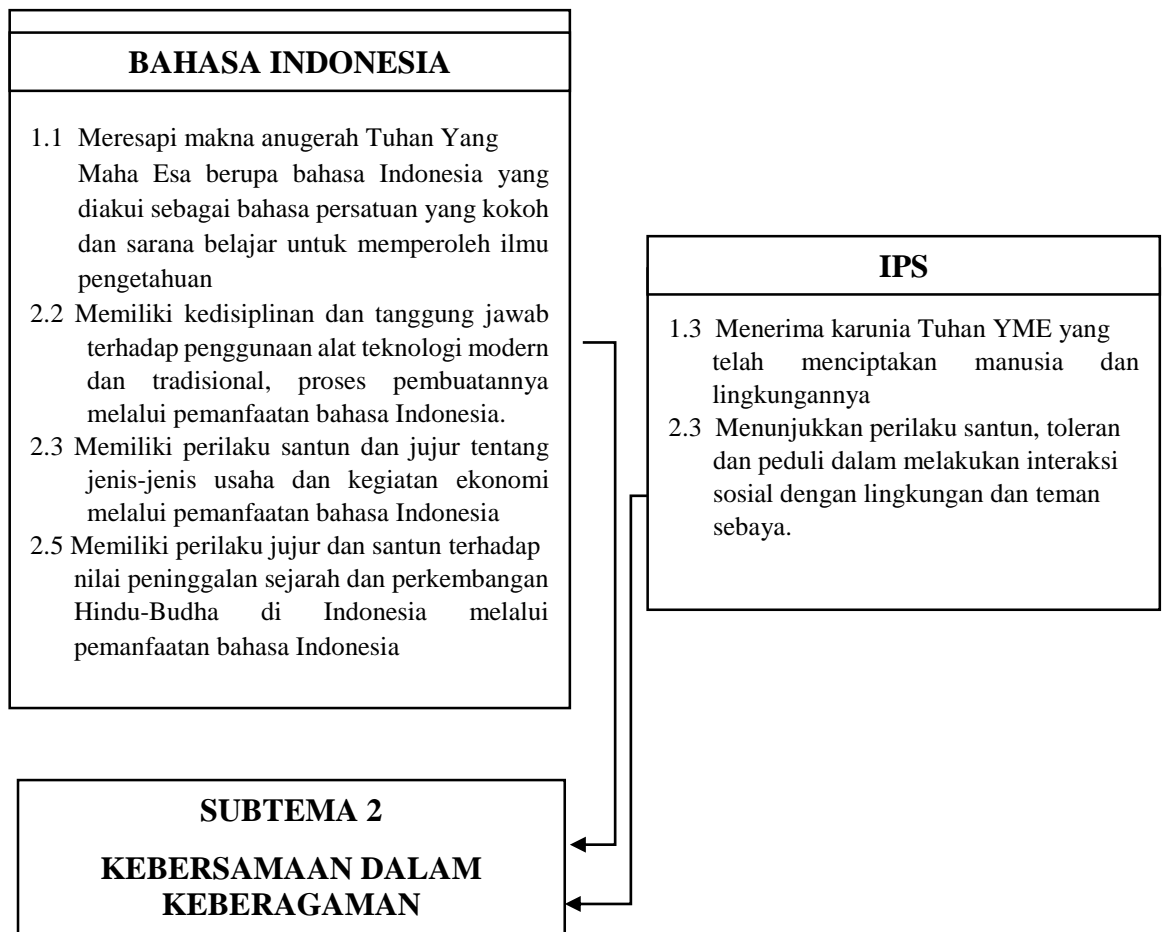 BAHASA INDONESIA
1.1 Meresapi makna anugerah Tuhan Yang
Maha Esa berupa bahasa Indonesia yang
diakui sebagai bahasa persatuan yang kokoh
dan sarana belajar untuk memperoleh ilmu
pengetahuan
2.2 Memiliki kedisiplinan dan tanggung jawab
terhadap penggunaan alat teknologi modern
dan tradisional, proses pembuatannya
melalui pemanfaatan bahasa Indonesia.
2.3 Memiliki perilaku santun dan jujur tentang
jenis-jenis usaha dan kegiatan ekonomi
melalui pemanfaatan bahasa Indonesia
2.5 Memiliki perilaku jujur dan santun terhadap
nilai peninggalan sejarah dan perkembangan
Hindu-Budha di Indonesia melalui
pemanfaatan bahasa Indonesia
IPS
1.3 Menerima karunia Tuhan YME yang
telah menciptakan manusia dan
lingkungannya
2.3 Menunjukkan perilaku santun, toleran
dan peduli dalam melakukan interaksi
sosial dengan lingkungan dan teman
sebaya.
SUBTEMA 2
KEBERSAMAAN DALAM
KEBERAGAMAN